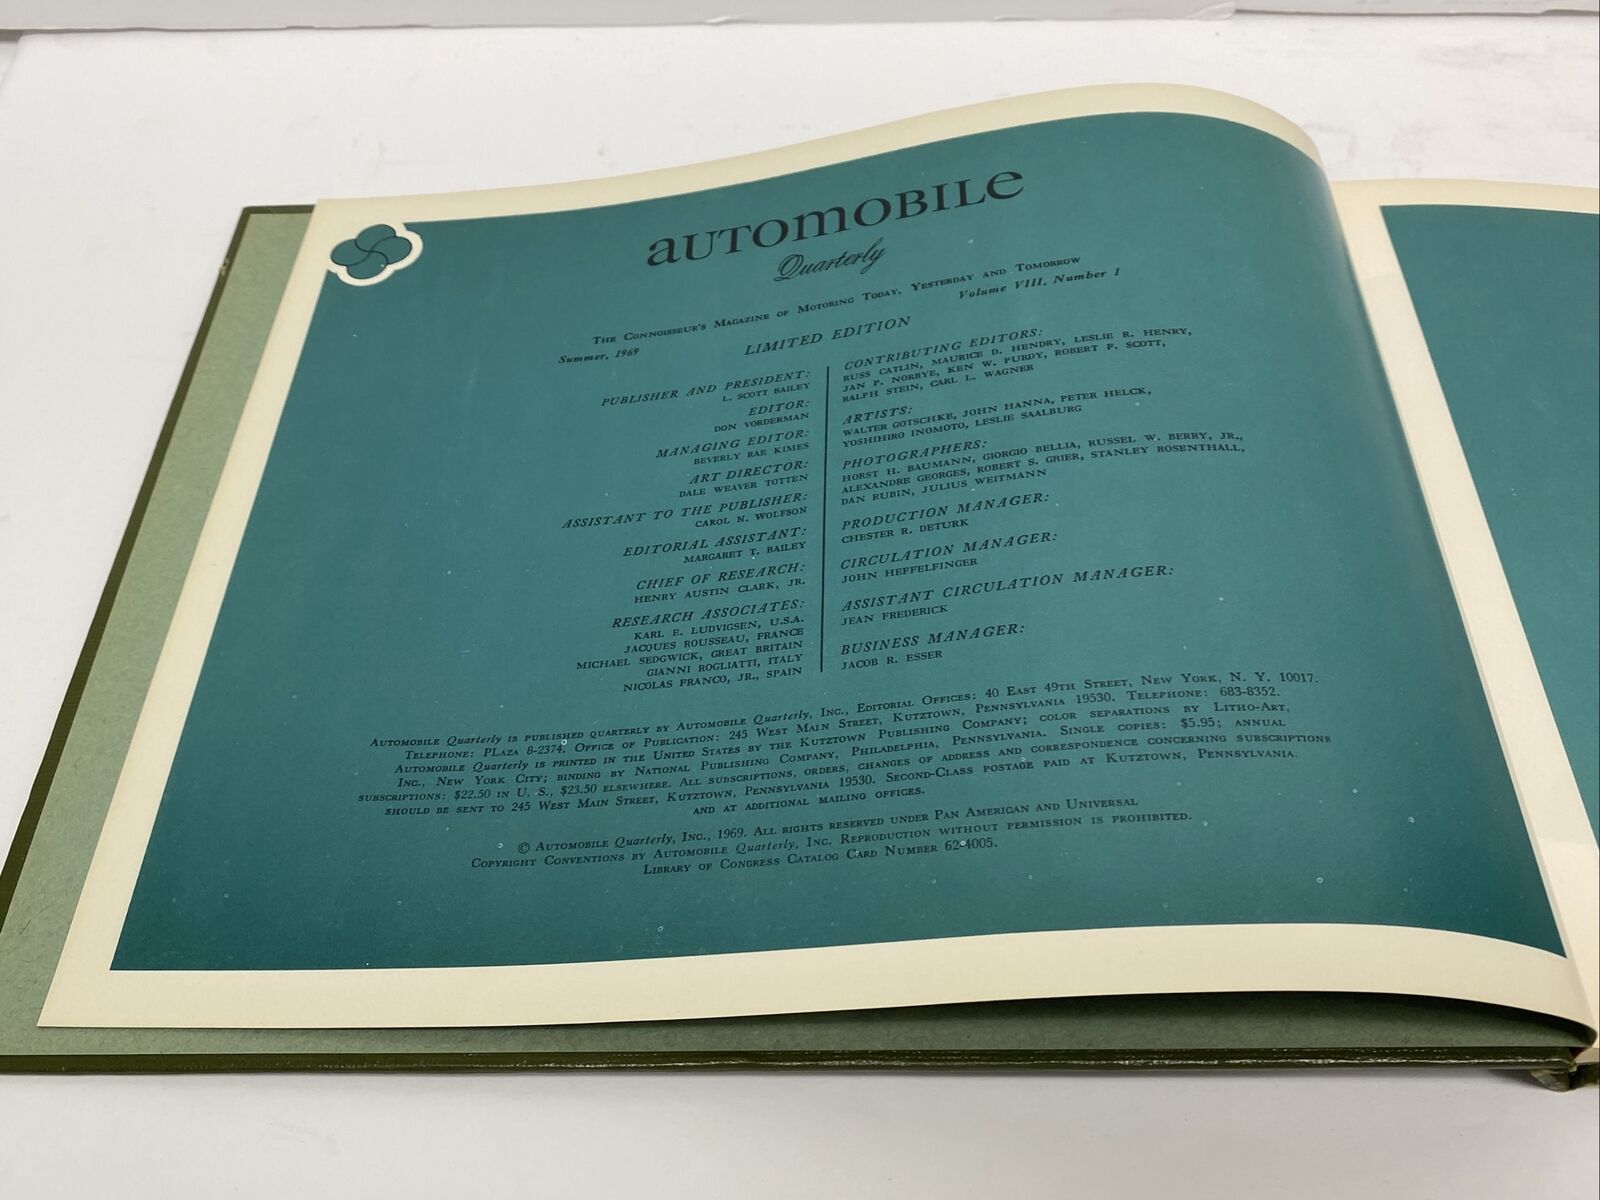 aUTOMOBILe
Quarterly
The Connoisseur's Magazine of Motoring Today, Yesterday and Tomorrow
Summer, 1969
Volume VIII, Number 1
LIMITED EDITION
PUBLISHER AND PRESIDENT:
L. SCOTT BAILEY
EDITOR:
DON VORDERMAN
MANAGING EDITOR:
BEVERLY RAE KIMES
ART DIRECTOR:
DALE WEAVER TOTTEN
ASSISTANT TO THE PUBLISHER:
CAROL N. WOLFSON
EDITORIAL ASSISTANT:
MARGARET T. BAILEY
CHIEF OF RESEARCH:
HENRY AUSTIN CLARK, JR.
RESEARCH ASSOCIATES:
KARL E. LUDVIGSEN, U.S.A.
JACQUES ROUSSEAU, FRANCE
MICHAEL SEDGWICK, GREAT BRITAIN
GIANNI ROGLIATTI, ITALY
NICOLAS FRANCO, JR., SPAIN
CONTRIBUTING EDITORS:
RUSS CATLIN, MAURICE D. HENDRY, LESLIE R. HENRY,
JAN P. NORBYE, KEN W. PURDY, ROBERT F. SCOTT,
RALPH STEIN, CARL L. WAGNER
ARTISTS:
WALTER GOTSCHKE, JOHN HANNA, PETER HELCK,
YOSHIHIRO INOMOTO, LESLIE SAALBURG
PHOTOGRAPHERS:
HORST H. BAUMANN, GIORGIO BELLIA, RUSSEL W. BERRY, JR.,
ALEXANDRE GEORGES, ROBERT S. GRIER, STANLEY ROSENTHALL,
DAN RUBIN, JULIUS WEITMANN
PRODUCTION MANAGER:
CHESTER R. DETURK
CIRCULATION MANAGER:
JOHN HEFFELFINGER
ASSISTANT CIRCULATION MANAGER:
JEAN FREDERICK
BUSINESS MANAGER:
JACOB R. ESSER
Automobile Quarterly is published quarterly by Automobile Quarterly, Inc., Editorial Offices: 40 East 49th Street, New York, N. Y. 10017.
Telephone: PLaza 8-2374. Office of Publication: 245 West Main Street, Kutztown, Pennsylvania 19530. Telephone: 683-8352.
Automobile Quarterly is printed in the United States by the Kutztown Publishing Company; color separations by Litho-Art,
Inc., New York City; binding by National Publishing Company, Philadelphia, Pennsylvania. Single copies: $5.95; annual
subscriptions: $22.50 in U. S., $23.50 elsewhere. All subscriptions, orders, changes of address and correspondence concerning subscriptions
should be sent to 245 West Main Street, Kutztown, Pennsylvania 19530. Second-Class postage paid at Kutztown, Pennsylvania.
and at additional mailing offices.
© Automobile Quarterly, Inc., 1969. All rights reserved under Pan American and Universal
Copyright Conventions by Automobile Quarterly, Inc. Reproduction without permission is prohibited.
Library of Congress Catalog Card Number 62-4005.